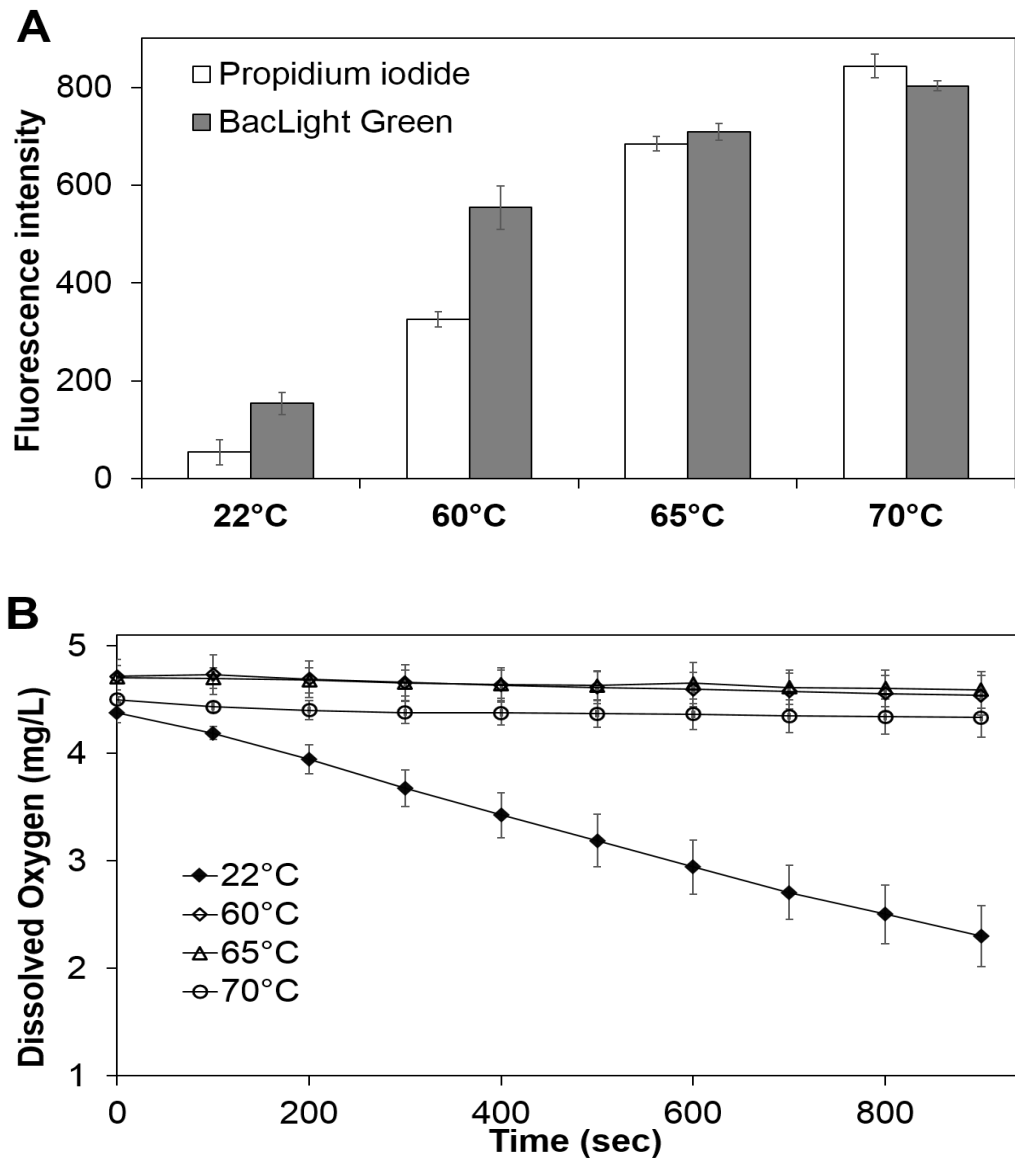 A
Propidium iodide
BacLight Green
Fluorescence intensity
800
600
400
200
0
22°C
60°C
65°C
70°C
B
Dissolved Oxygen (mg/L)
5
4
3
2
1
22°C
60°C
65°C
70°C
0
200
400
600
800
Time (sec)